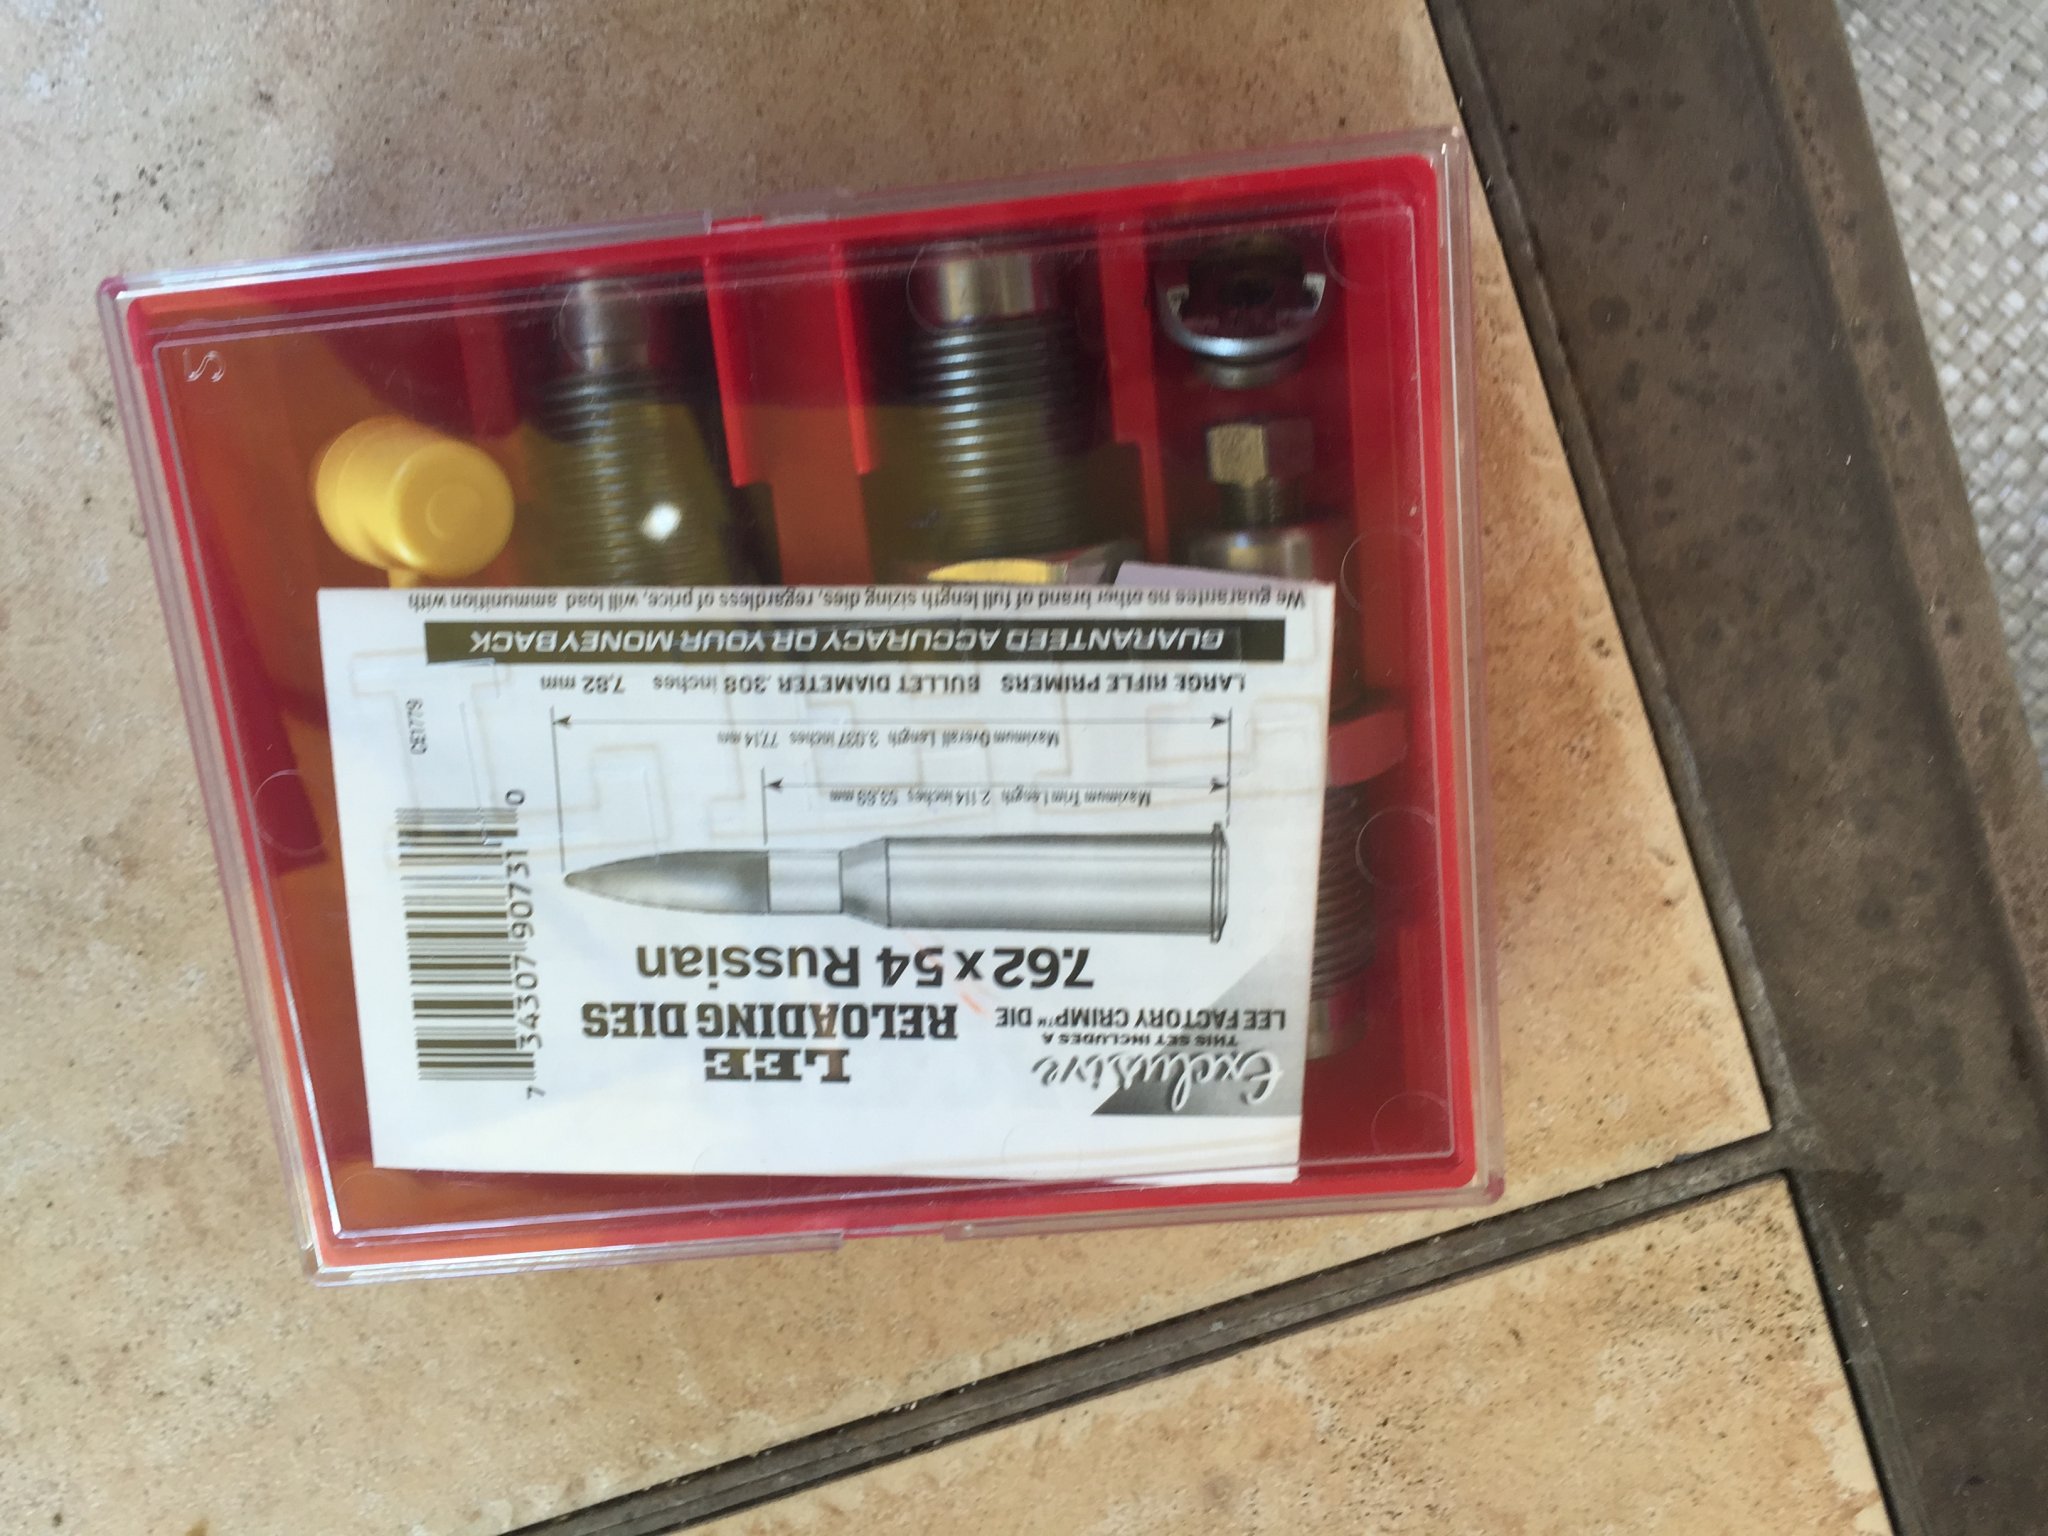 Exclusive
THIS SET INCLUDES A
LEE FACTORY CRIMP™ DIE
LEE
RELOADING DIES
7.62 x 54 Russian
Maximum Trim Length 2.114 inches 53.69 mm
Maximum Overall Length 3.037 inches 77.14 mm
LARGE RIFLE PRIMERS BULLET DIAMETER .308 inches 7.82 mm
GUARANTEED ACCURACY OR YOUR MONEY BACK
We guarantee no other brand of full length sizing dies, regardless of price, will load ammunition with
7 34307 90731 0
S